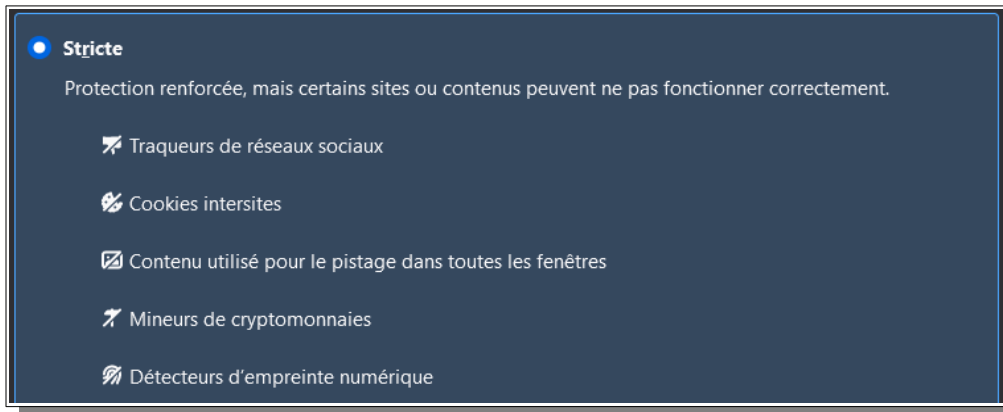 Stricte
Protection renforcée, mais certains sites ou contenus peuvent ne pas fonctionner correctement.
Traqueurs de réseaux sociaux
Cookies intersites
Contenu utilisé pour le pistage dans toutes les fenêtres
Mineurs de cryptomonnaies
Détecteurs d’empreinte numérique